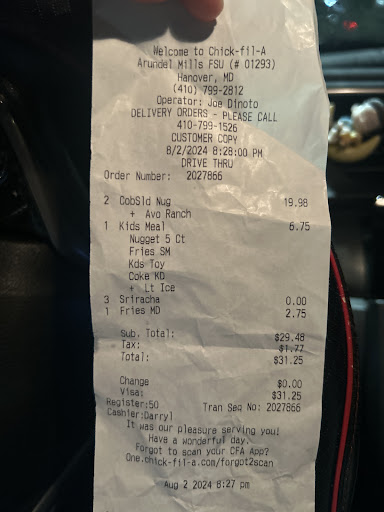 Welcome to Chick-fil-A
Arundel Mills FSU (# 01293)
Hanover, MD
(410) 799-2812
Operator: Joe Dinoto
DELIVERY ORDERS - PLEASE CALL
410-799-1526
CUSTOMER COPY
8/2/2024 8:28:00 PM
DRIVE THRU
Order Number: 2027866
2 CobSld Nug 19.98
+ Avo Ranch
1 Kids Meal 6.75
Nugget 5 Ct
Fries SM
Kds Toy
Coke KD
+ Lt Ice
3 Sriracha 0.00
1 Fries MD 2.75
Sub. Total: $29.48
Tax: $1.77
Total: $31.25
Change $0.00
Visa: $31.25
Register:50 Tran Seq No: 2027866
Cashier:Darryl
It was our pleasure serving you!
Have a wonderful day.
Forgot to scan your CFA App?
One.chick-fil-a.com/forgot2scan
Aug 2 2024 8:27 pm